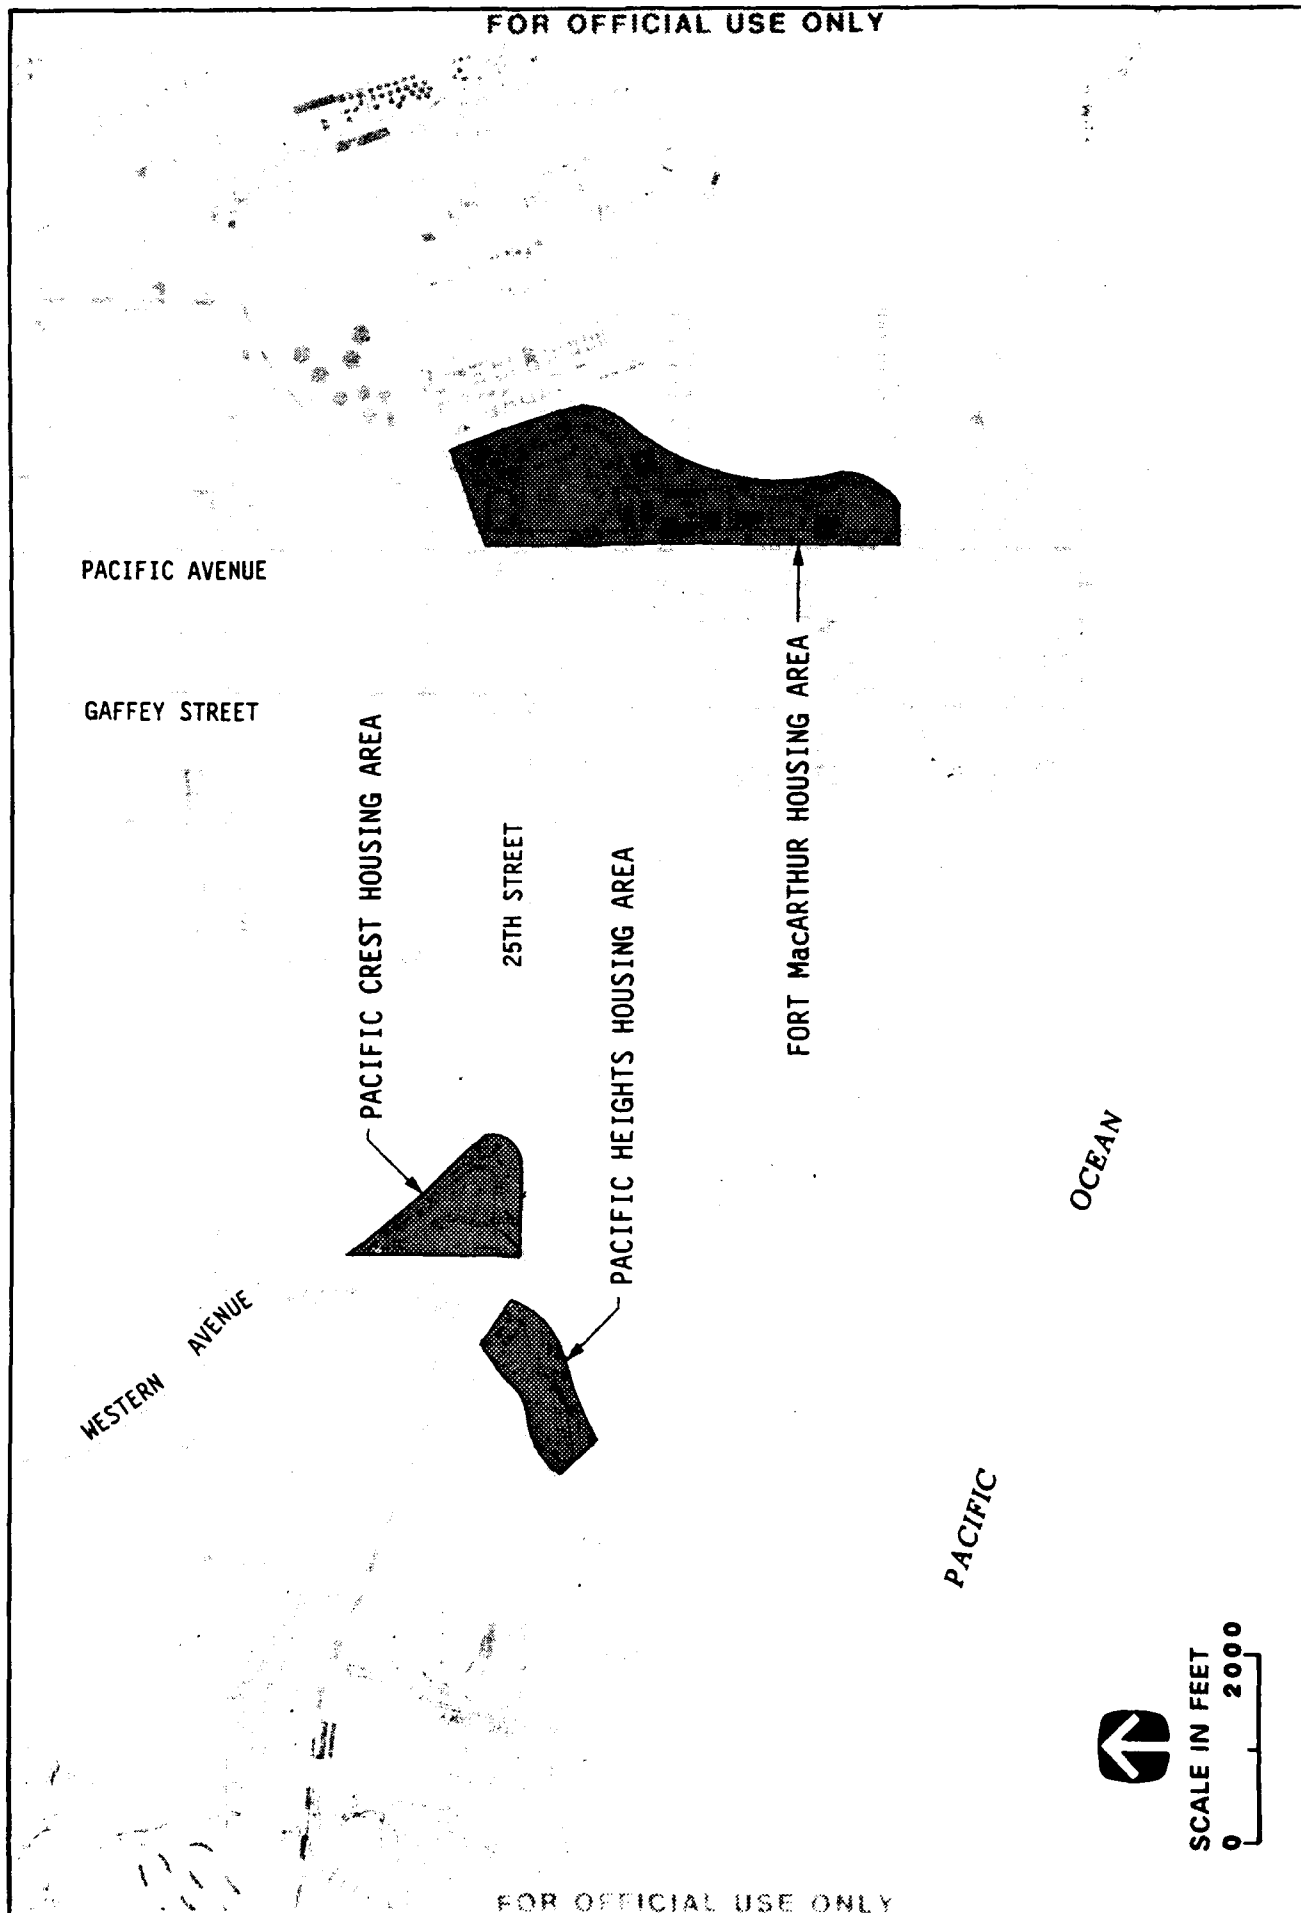 FOR OFFICIAL USE ONLY
PACIFIC AVENUE
GAFFEY STREET
PACIFIC CREST HOUSING AREA
25TH STREET
PACIFIC HEIGHTS HOUSING AREA
FORT MacARTHUR HOUSING AREA
WESTERN AVENUE
PACIFIC OCEAN
SCALE IN FEET
0 2000
FOR OFFICIAL USE ONLY